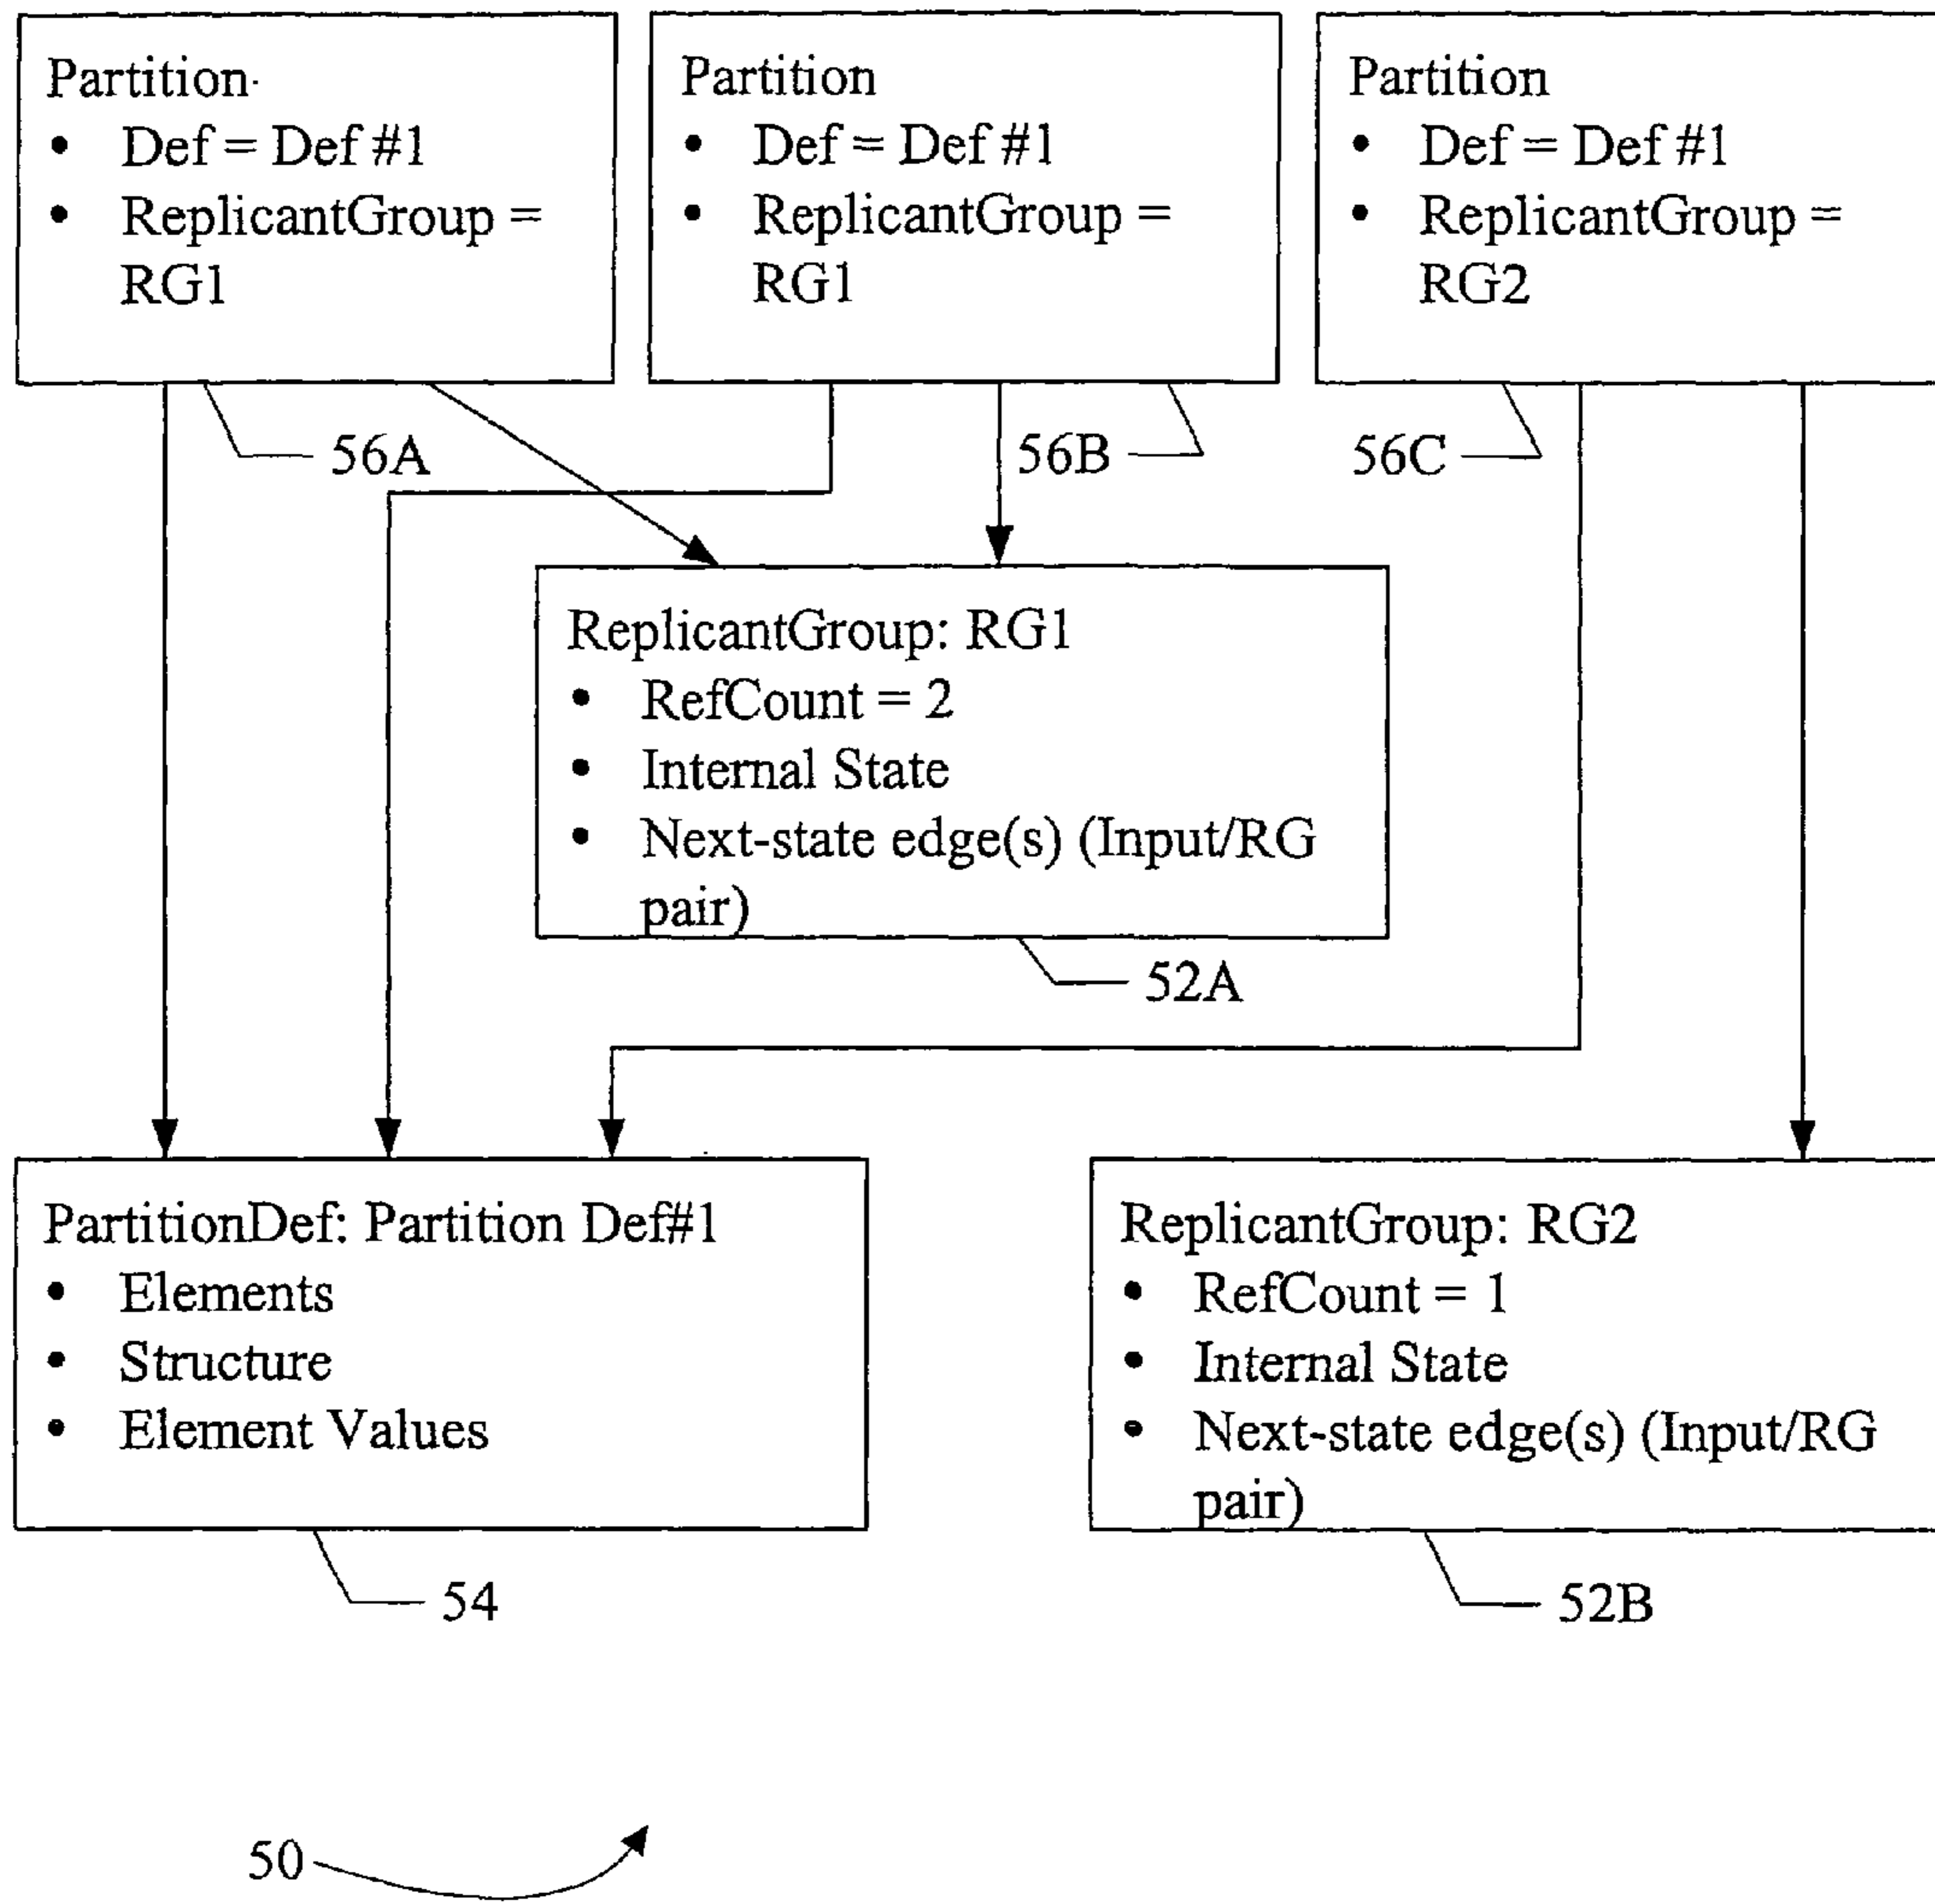 Partition
• Def = Def #1
• ReplicantGroup =
RG1
Partition
• Def = Def #1
• ReplicantGroup =
RG1
Partition
• Def = Def #1
• ReplicantGroup =
RG2
56A
56B
56C
ReplicantGroup: RG1
• RefCount = 2
• Internal State
• Next-state edge(s) (Input/RG
pair)
52A
PartitionDef: Partition Def#1
• Elements
• Structure
• Element Values
54
ReplicantGroup: RG2
• RefCount = 1
• Internal State
• Next-state edge(s) (Input/RG
pair)
52B
50